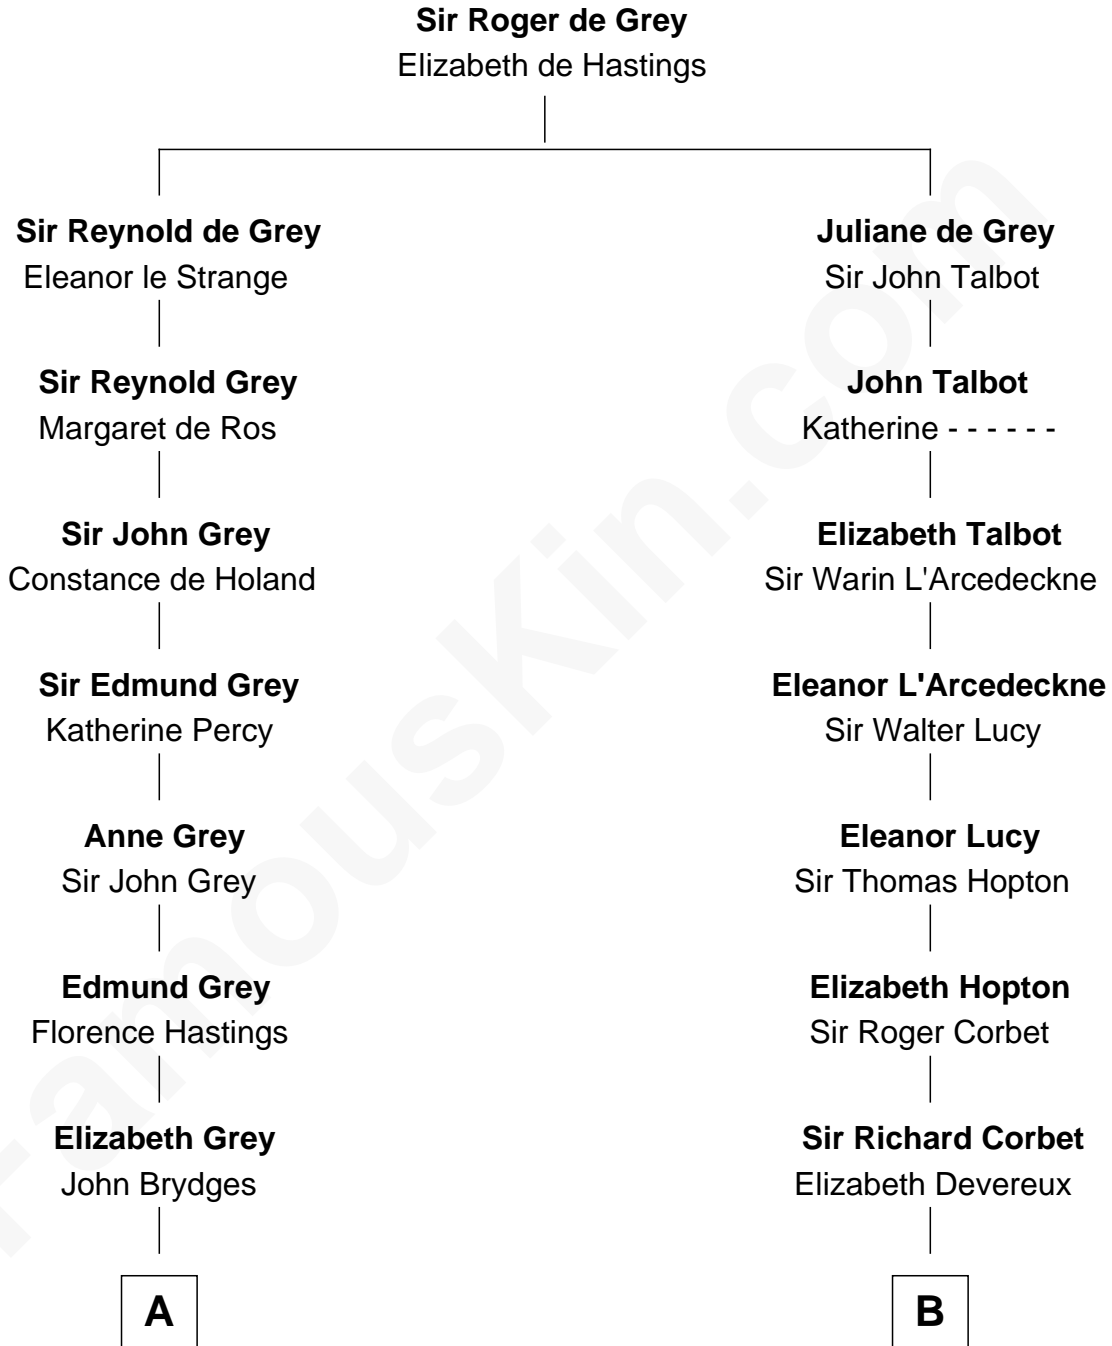 Sir Roger de Grey
Elizabeth de Hastings
Sir Reynold de Grey
Eleanor le Strange
Juliane de Grey
Sir John Talbot
Sir Reynold Grey
Margaret de Ros
John Talbot
Katherine - - - - - -
Sir John Grey
Constance de Holand
Elizabeth Talbot
Sir Warin L'Arcedeckne
Sir Edmund Grey
Katherine Percy
Eleanor L'Arcedeckne
Sir Walter Lucy
Anne Grey
Sir John Grey
Eleanor Lucy
Sir Thomas Hopton
Edmund Grey
Florence Hastings
Elizabeth Hopton
Sir Roger Corbet
Elizabeth Grey
John Brydges
Sir Richard Corbet
Elizabeth Devereux
A
B
FamousKin.com